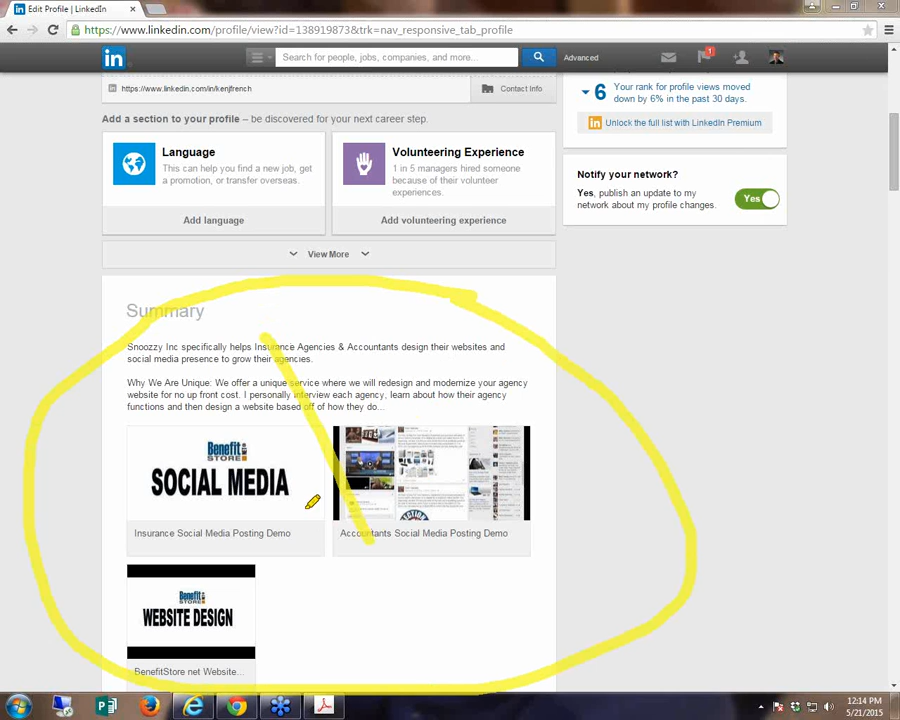 Edit Profile | LinkedIn
https://www.linkedin.com/profile/view?id=138919873&trk=nav_responsive_tab_profile
in
Search for people, jobs, companies, and more...
Advanced
1
https://www.linkedin.com/in/kenjfrench
Contact Info
Add a section to your profile – be discovered for your next career step.
Language
This can help you find a new job, get
a promotion, or transfer overseas.
Add language
Volunteering Experience
1 in 5 managers hired someone
because of their volunteer
experiences.
Add volunteering experience
View More
6
Your rank for profile views moved
down by 6% in the past 30 days.
in Unlock the full list with LinkedIn Premium
Notify your network?
Yes, publish an update to my
network about my profile changes.
Yes
Summary
Snoozzy Inc specifically helps Insurance Agencies & Accountants design their websites and
social media presence to grow their agencies.
Why We Are Unique: We offer a unique service where we will redesign and modernize your agency
website for no up front cost. I personally interview each agency, learn about how their agency
functions and then design a website based off of how they do...
Benefit
STORE
SOCIAL MEDIA
Insurance Social Media Posting Demo
Accountants Social Media Posting Demo
Benefit
STORE
WEBSITE DESIGN
BenefitStore net Website...
12:14 PM
5/21/2015